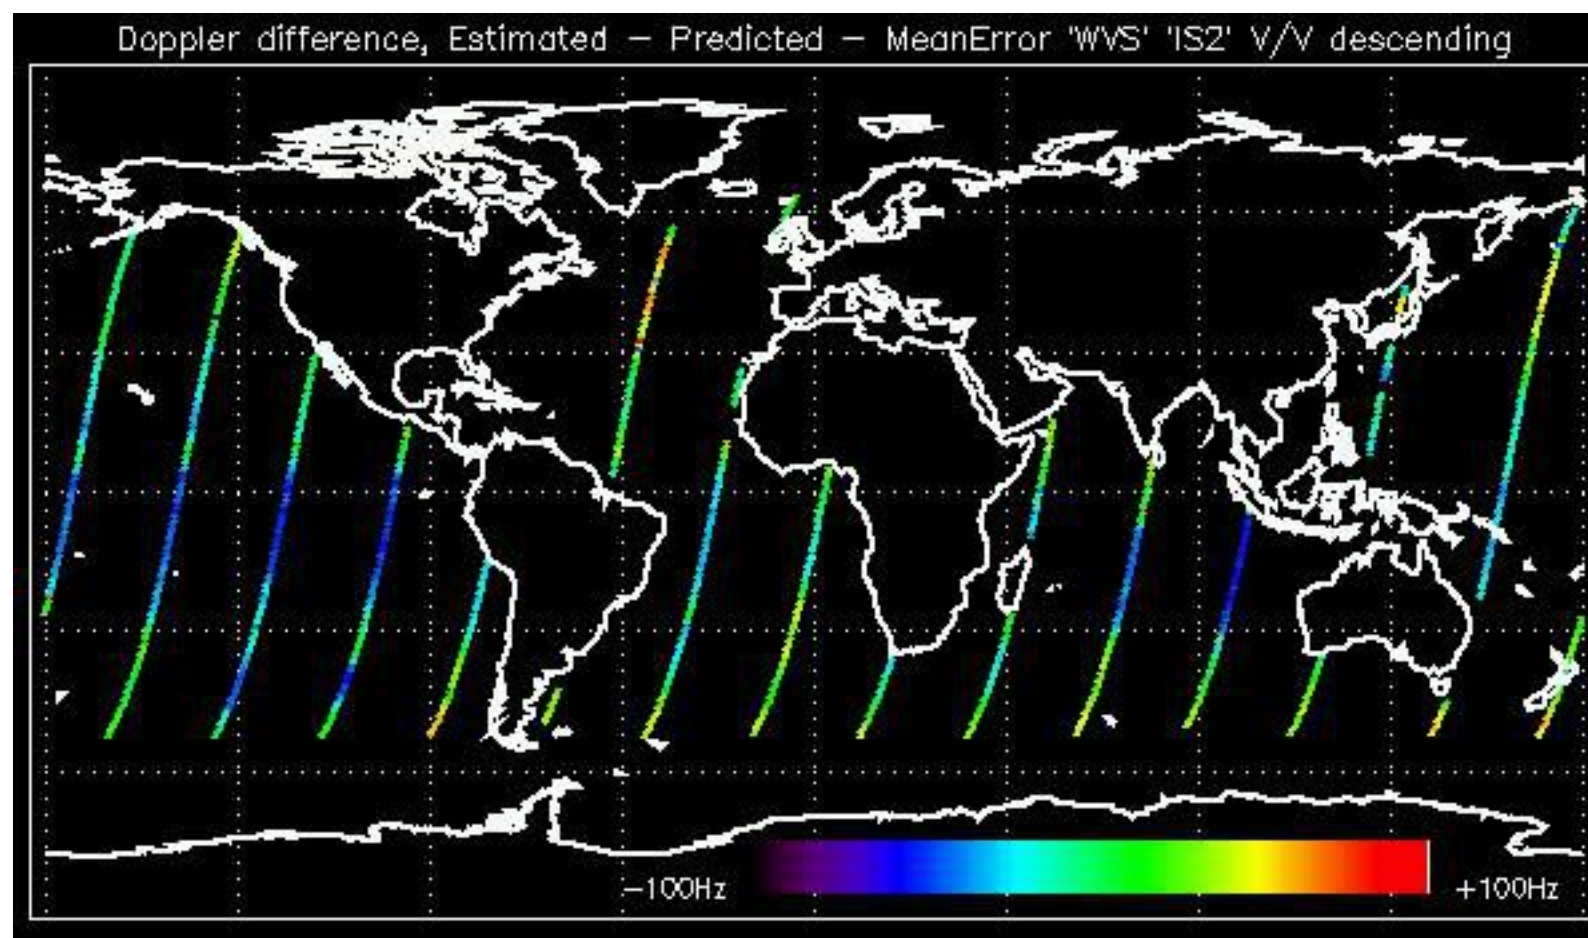 Doppler difference, Estimated – Predicted – MeanError 'WVS' 'IS2' V/V descending
–100Hz +100Hz